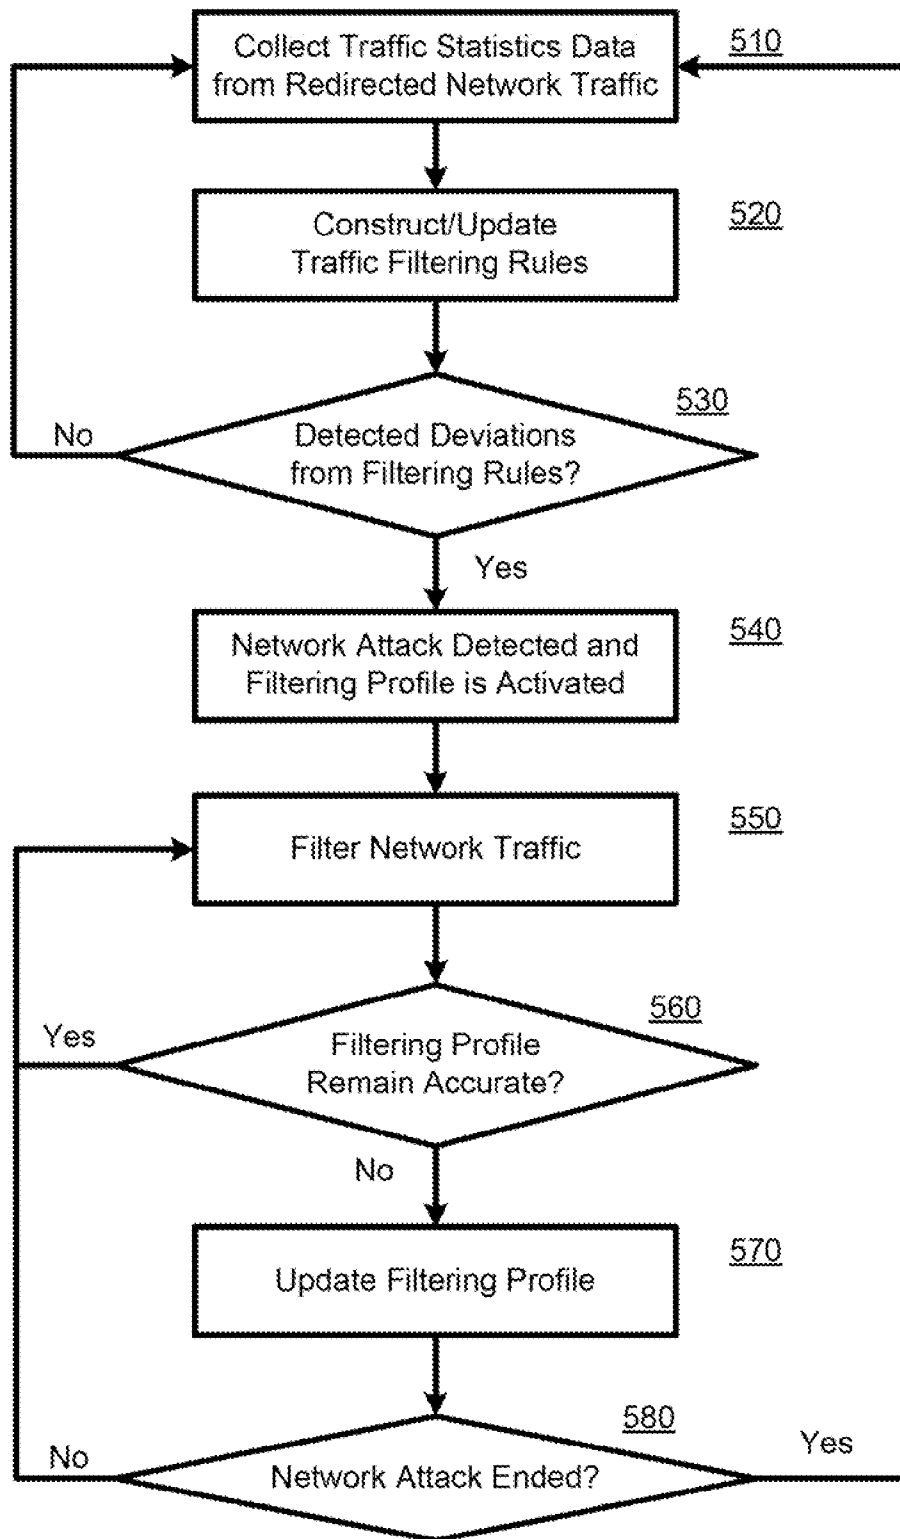 Collect Traffic Statistics Data
from Redirected Network Traffic
510
Construct/Update
Traffic Filtering Rules
520
530
Detected Deviations
from Filtering Rules?
No
Yes
Network Attack Detected and
Filtering Profile is Activated
540
Filter Network Traffic
550
560
Yes
Filtering Profile
Remain Accurate?
No
Update Filtering Profile
570
580
No
Network Attack Ended?
Yes